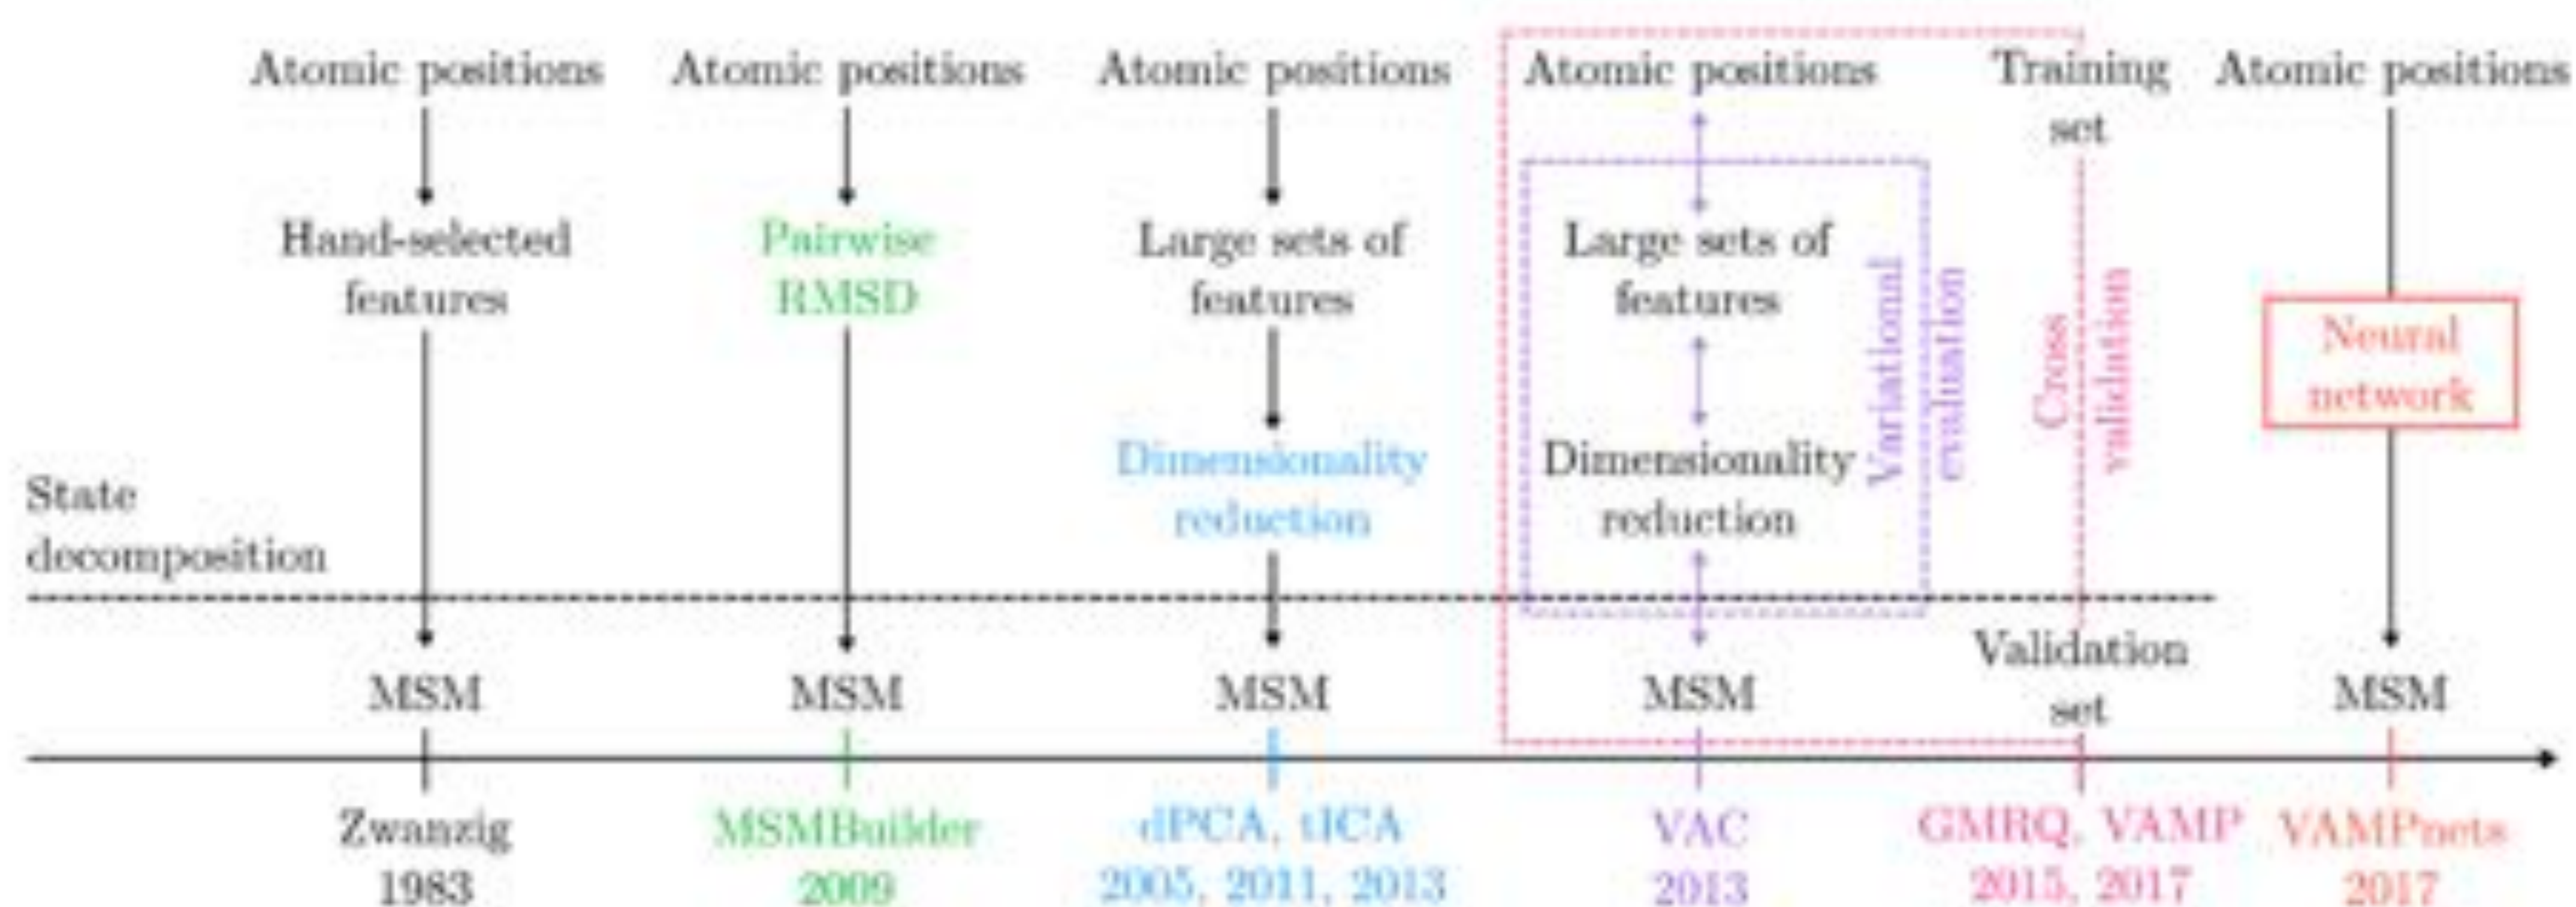 Atomic positions
Hand-selected
features
MSM
Zwanzig
1983
Atomic positions
Pairwise
RMSD
MSM
MSMBuilder
2009
Atomic positions
Large sets of
features
Dimensionality
reduction
MSM
dPCA, tICA
2005, 2011, 2013
Atomic positions
Large sets of
features
Dimensionality
reduction
MSM
VAC
2013
Variational
evaluation
Training
set
Cross
validation
Validation
set
GMRQ, VAMP
2015, 2017
Atomic positions
Neural
network
MSM
VAMPnets
2017
State
decomposition